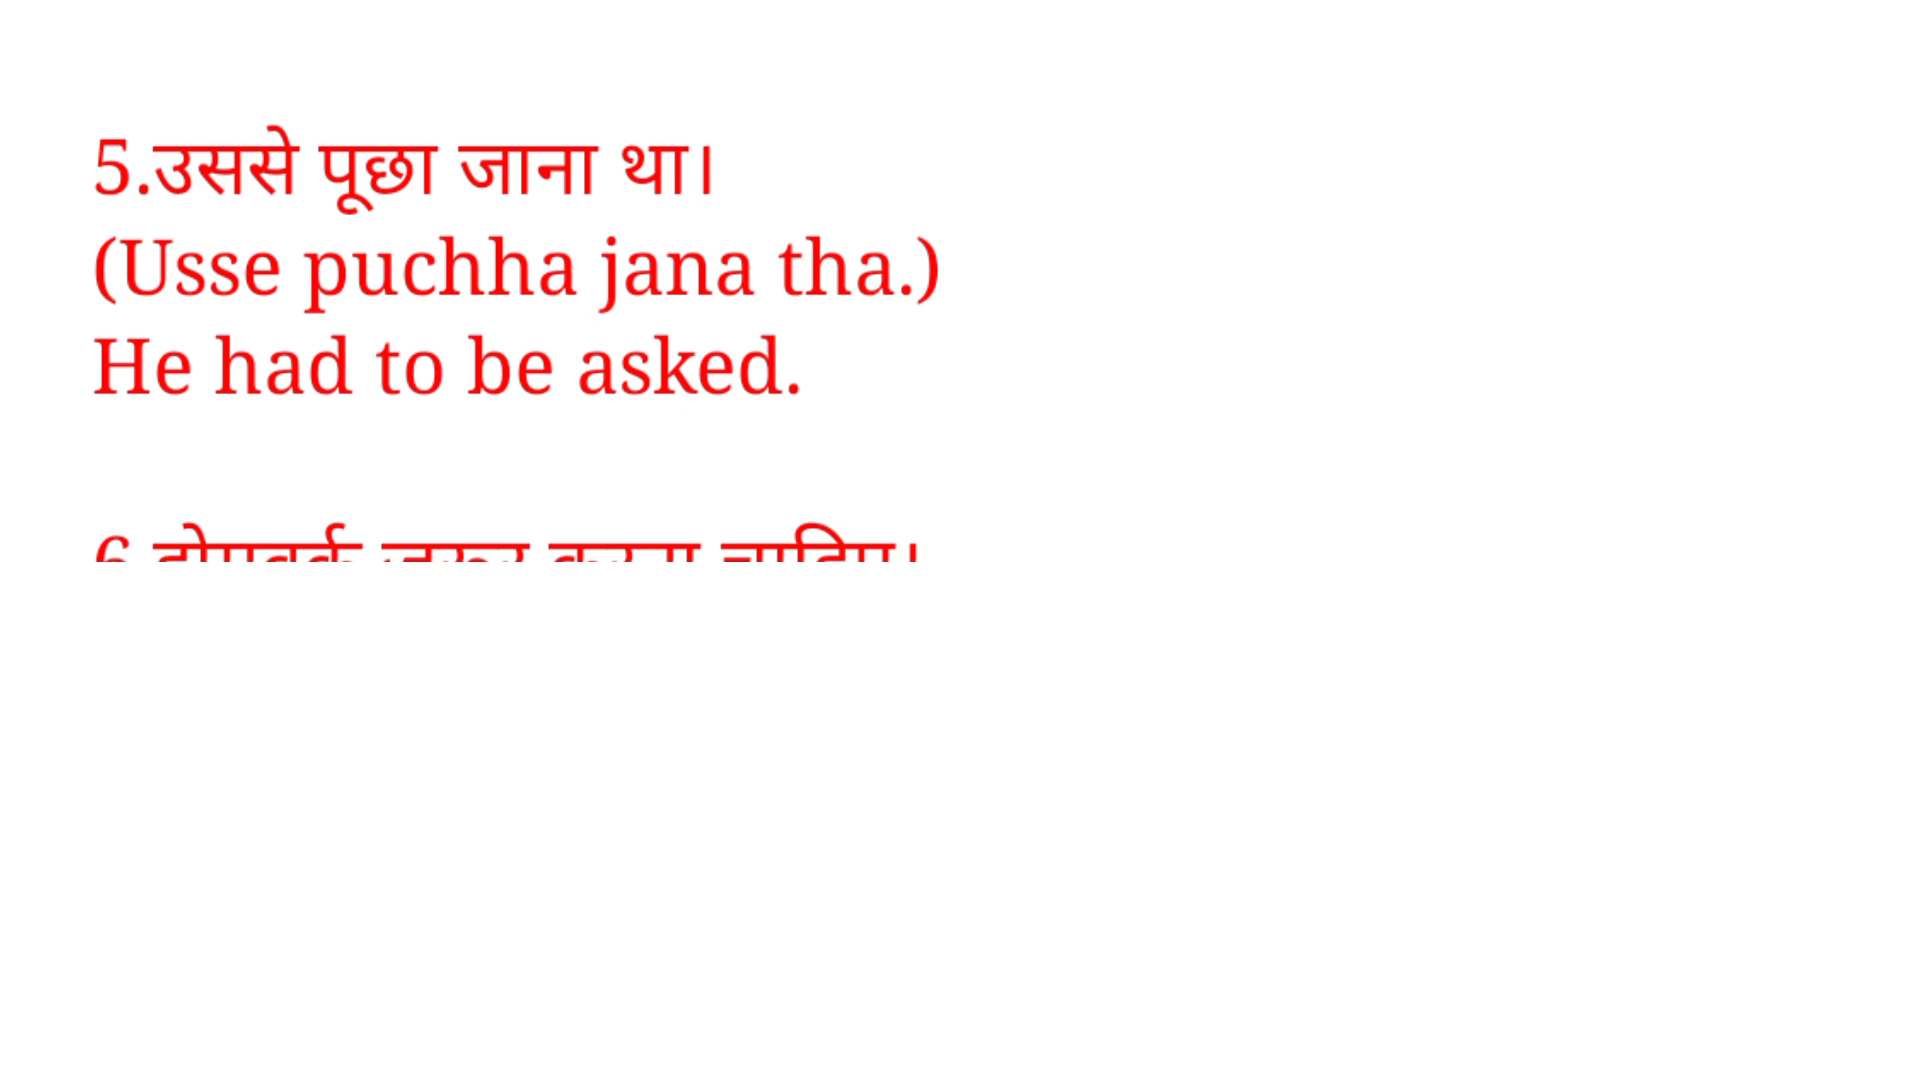 5.उससे पूछा जाना था।
(Usse puchha jana tha.)
He had to be asked.